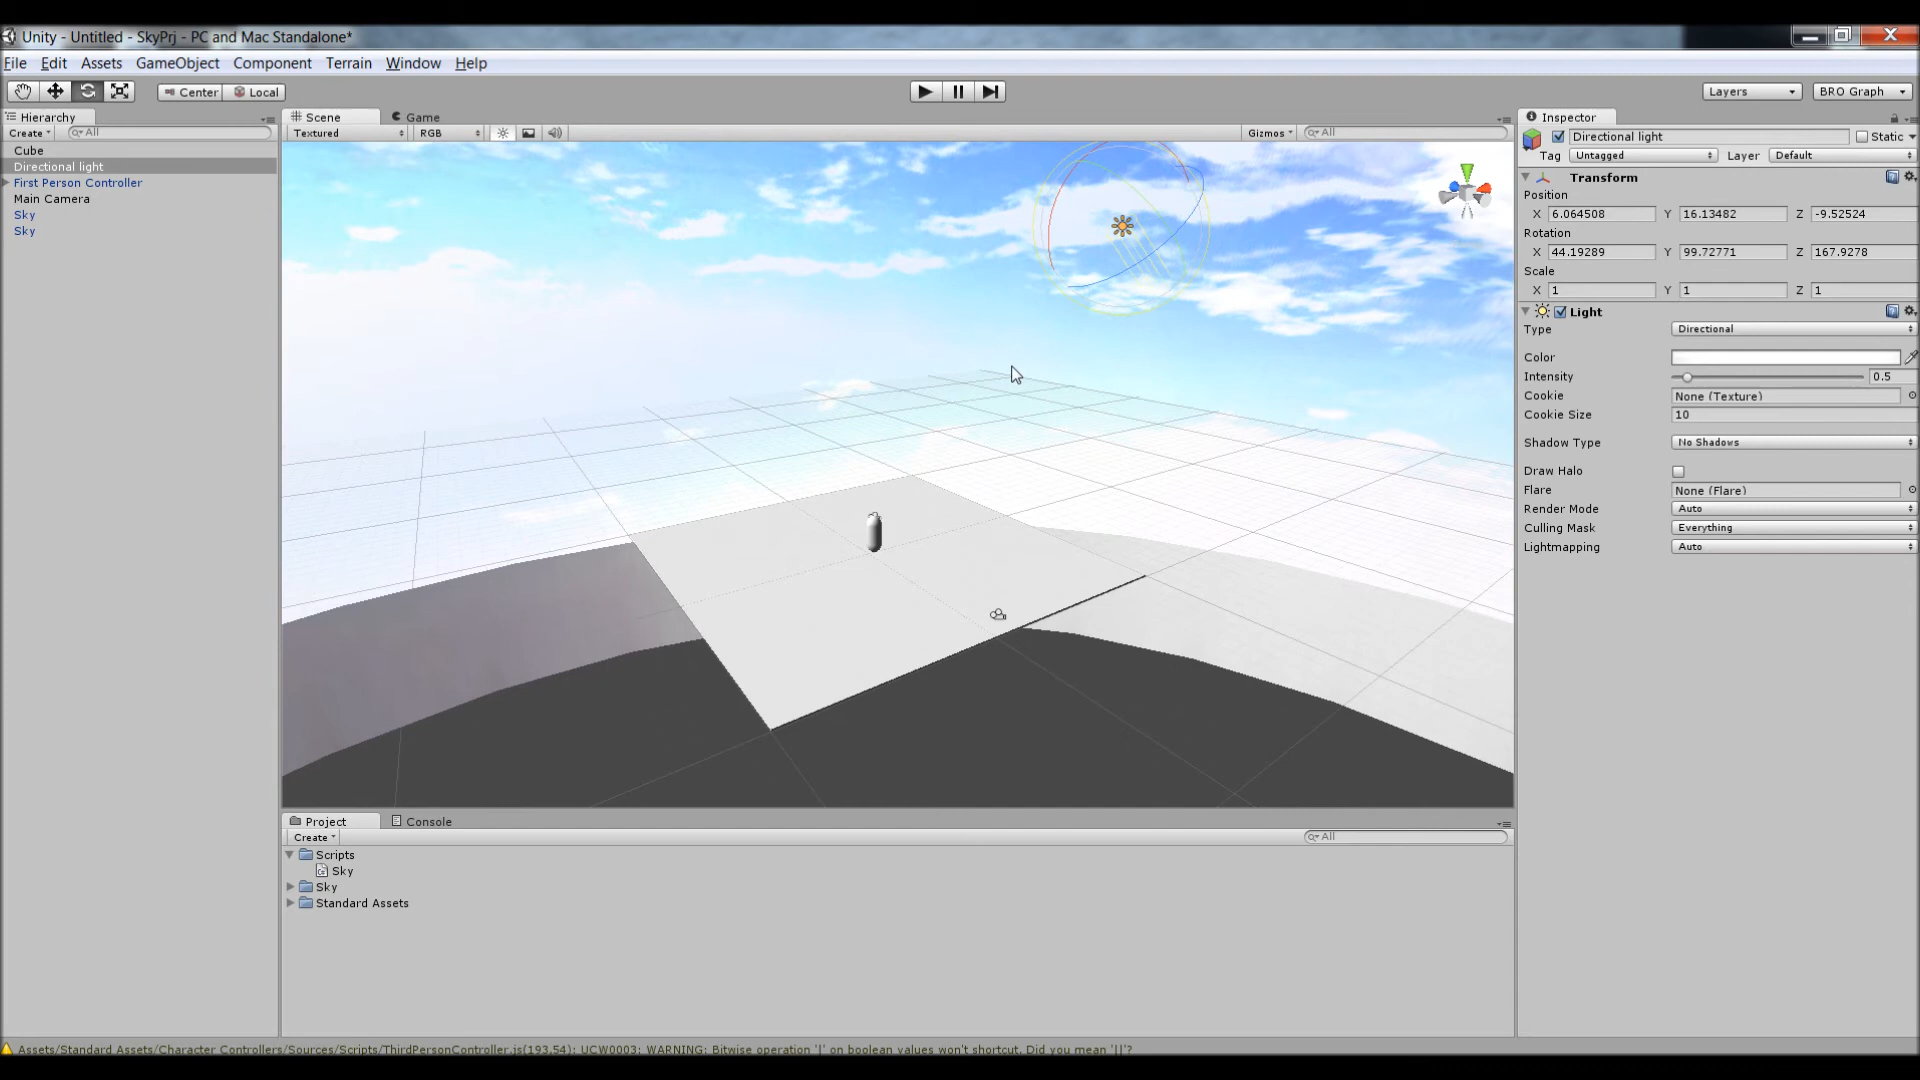 Unity - Untitled - SkyPrj - PC and Mac Standalone*
File Edit Assets GameObject Component Terrain Window Help
Center Local Layers BRO Graph
Hierarchy
Create All
Cube
Directional light
First Person Controller
Main Camera
Sky
Sky
Scene Game
Textured RGB Gizmos All
Inspector
Directional light Static
Tag Untagged Layer Default
Transform
Position
X 6.064508 Y 16.13482 Z -9.52524
Rotation
X 44.19289 Y 99.72771 Z 167.9278
Scale
X 1 Y 1 Z 1
Light
Type Directional
Color
Intensity 0.5
Cookie None (Texture)
Cookie Size 10
Shadow Type No Shadows
Draw Halo
Flare None (Flare)
Render Mode Auto
Culling Mask Everything
Lightmapping Auto
Project Console
Create All
Scripts
Sky
Sky
Standard Assets
Assets/Standard Assets/Character Controllers/Sources/Scripts/ThirdPersonController.js(193,54): UCW0003: WARNING: Bitwise operation '|' on boolean values won't shortcut. Did you mean '||'?